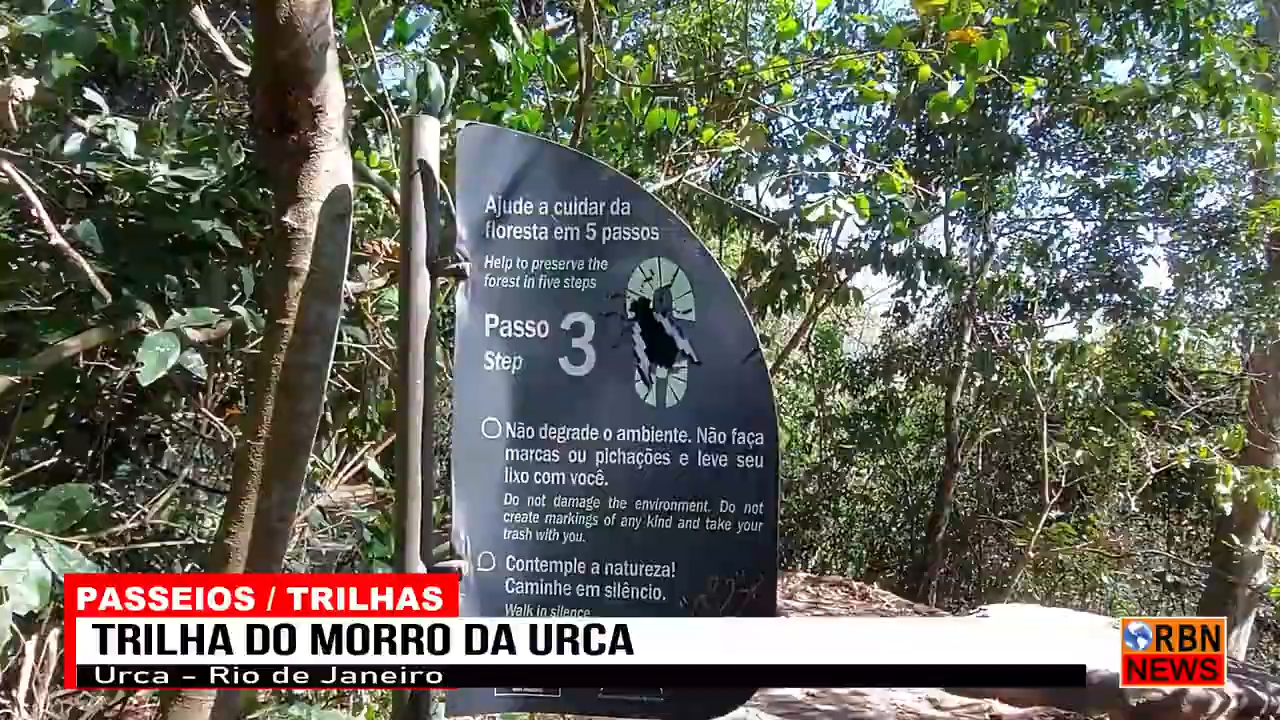 Ajude a cuidar da
floresta em 5 passos
Help to preserve the
forest in five steps
Passo 3
Step
Não degrade o ambiente. Não faça
marcas ou pichações e leve seu
lixo com você.
Do not damage the environment. Do not
create markings of any kind and take your
trash with you.
Contemple a natureza!
Caminhe em silêncio.
Walk in silence
PASSEIOS / TRILHAS
TRILHA DO MORRO DA URCA
Urca - Rio de Janeiro
RBN
NEWS